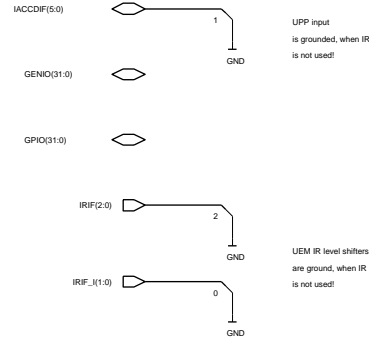 IACCDIF(5:0)
1
UPP input
is grounded, when IR
is not used!
GND
GENIO(31:0)
GPIO(31:0)
IRIF(2:0)
2
GND
UEM IR level shifters
are ground, when IR
is not used!
IRIF_I(1:0)
0
GND